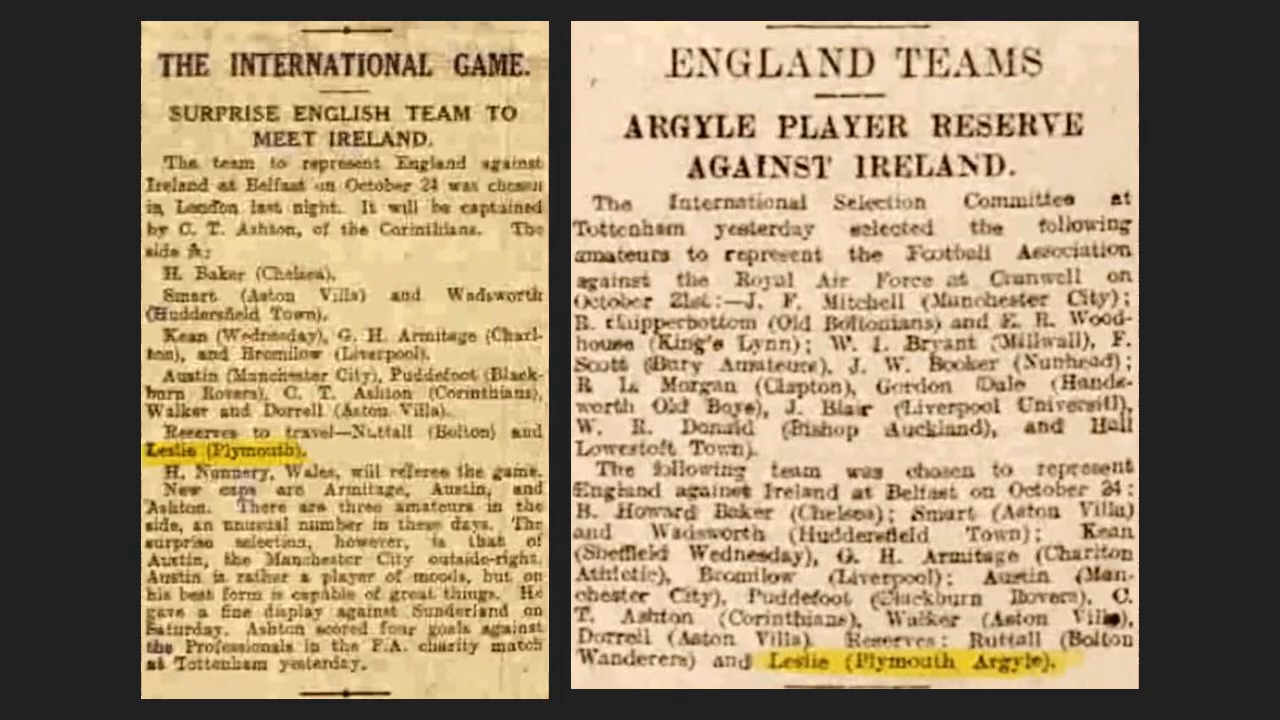 THE INTERNATIONAL GAME.
SURPRISE ENGLISH TEAM TO
MEET IRELAND.
The team to represent England against
Ireland at Belfast on October 24 was chosen
in London last night. It will be captained
by C. T. Ashton, of the Corinthians. The
side is:
H. Baker (Chelsea).
Smart (Aston Villa) and Wadsworth
(Huddersfield Town).
Kean (Wednesday), G. H. Armitage (Charl-
ton), and Bromilow (Liverpool).
Austin (Manchester City), Puddefoot (Black-
burn Rovers), C. T. Ashton (Corinthians),
Walker and Dorrell (Aston Villa).
Reserves to travel—Nuttall (Bolton) and
Leslie (Plymouth).
H. Nunnery, Wales, will referee the game.
New caps are Armitage, Austin, and
Ashton. There are three amateurs in the
side, an unusual number in these days. The
surprise selection, however, is that of
Austin, the Manchester City outside-right.
Austin is rather a player of moods, but on
his best form is capable of great things. He
gave a fine display against Sunderland on
Saturday. Ashton scored four goals against
the Professionals in the F.A. charity match
at Tottenham yesterday.
ENGLAND TEAMS
ARGYLE PLAYER RESERVE
AGAINST IRELAND.
The International Selection Committee at
Tottenham yesterday selected the following
amateurs to represent the Football Association
against the Royal Air Force at Cranwell on
October 21st:—J. F. Mitchell (Manchester City);
B. Chipperbottom (Old Boltonians) and E. R. Wood-
house (King's Lynn); W. I. Bryant (Millwall), F.
Scott (Bury Amateurs), J. W. Booker (Nunhead);
R. L. Morgan (Clapton), Gordon Dale (Hands-
worth Old Boys), J. Blair (Liverpool University),
W. R. Donald (Bishop Auckland), and Hall
Lowestoft Town).
The following team was chosen to represent
England against Ireland at Belfast on October 24:
B. Howard Baker (Chelsea); Smart (Aston Villa)
and Wadsworth (Huddersfield Town); Kean
(Sheffield Wednesday), G. H. Armitage (Charlton
Athletic), Bromilow (Liverpool); Austin (Man-
chester City), Puddefoot (Blackburn Rovers), C.
T. Ashton (Corinthians), Walker (Aston Villa),
Dorrell (Aston Villa). Reserves: Ruttall (Bolton
Wanderers) and Leslie (Plymouth Argyle).